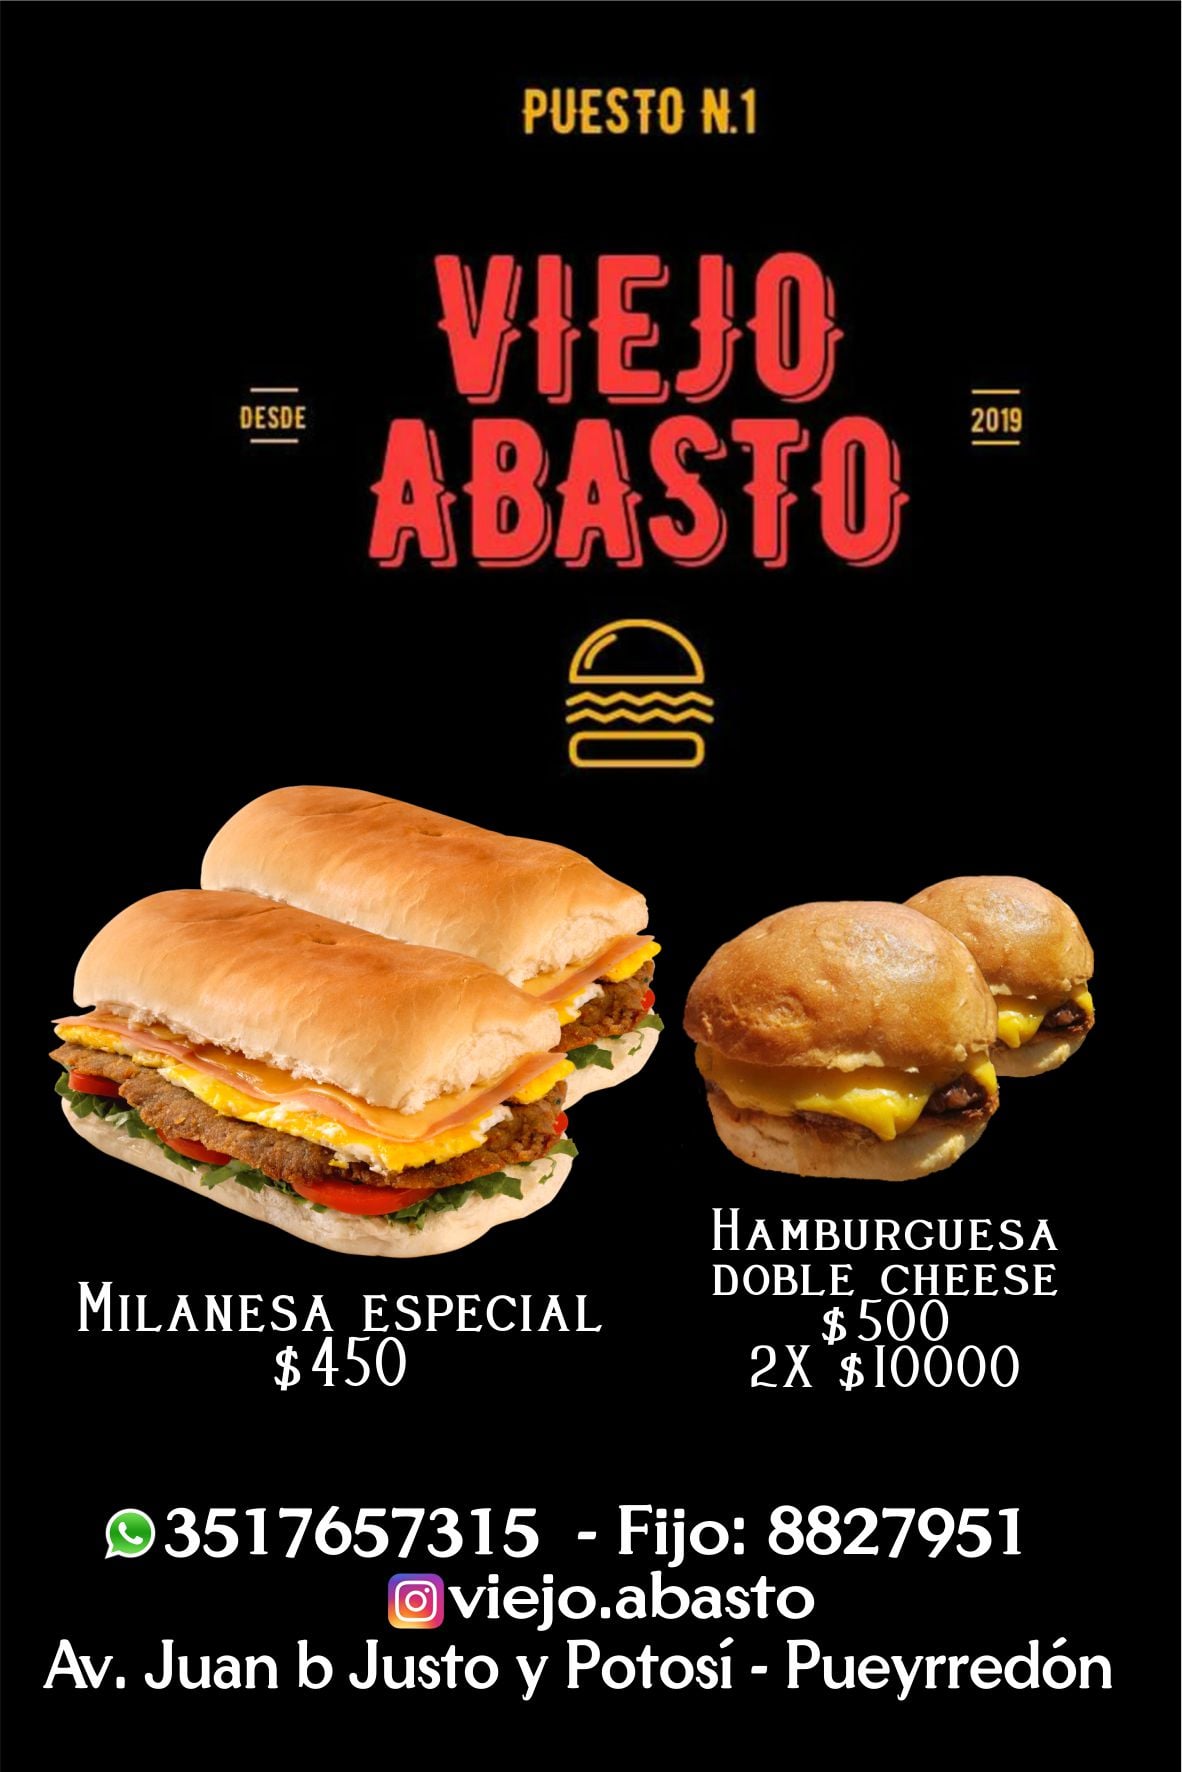 PUESTO N.1
VIEJO
DESDE
2019
ABASTO
Milanesa especial
$450
Hamburguesa
doble cheese
$500
2X $10000
3517657315 - Fijo: 8827951
viejo.abasto
Av. Juan b Justo y Potosí - Pueyrredón